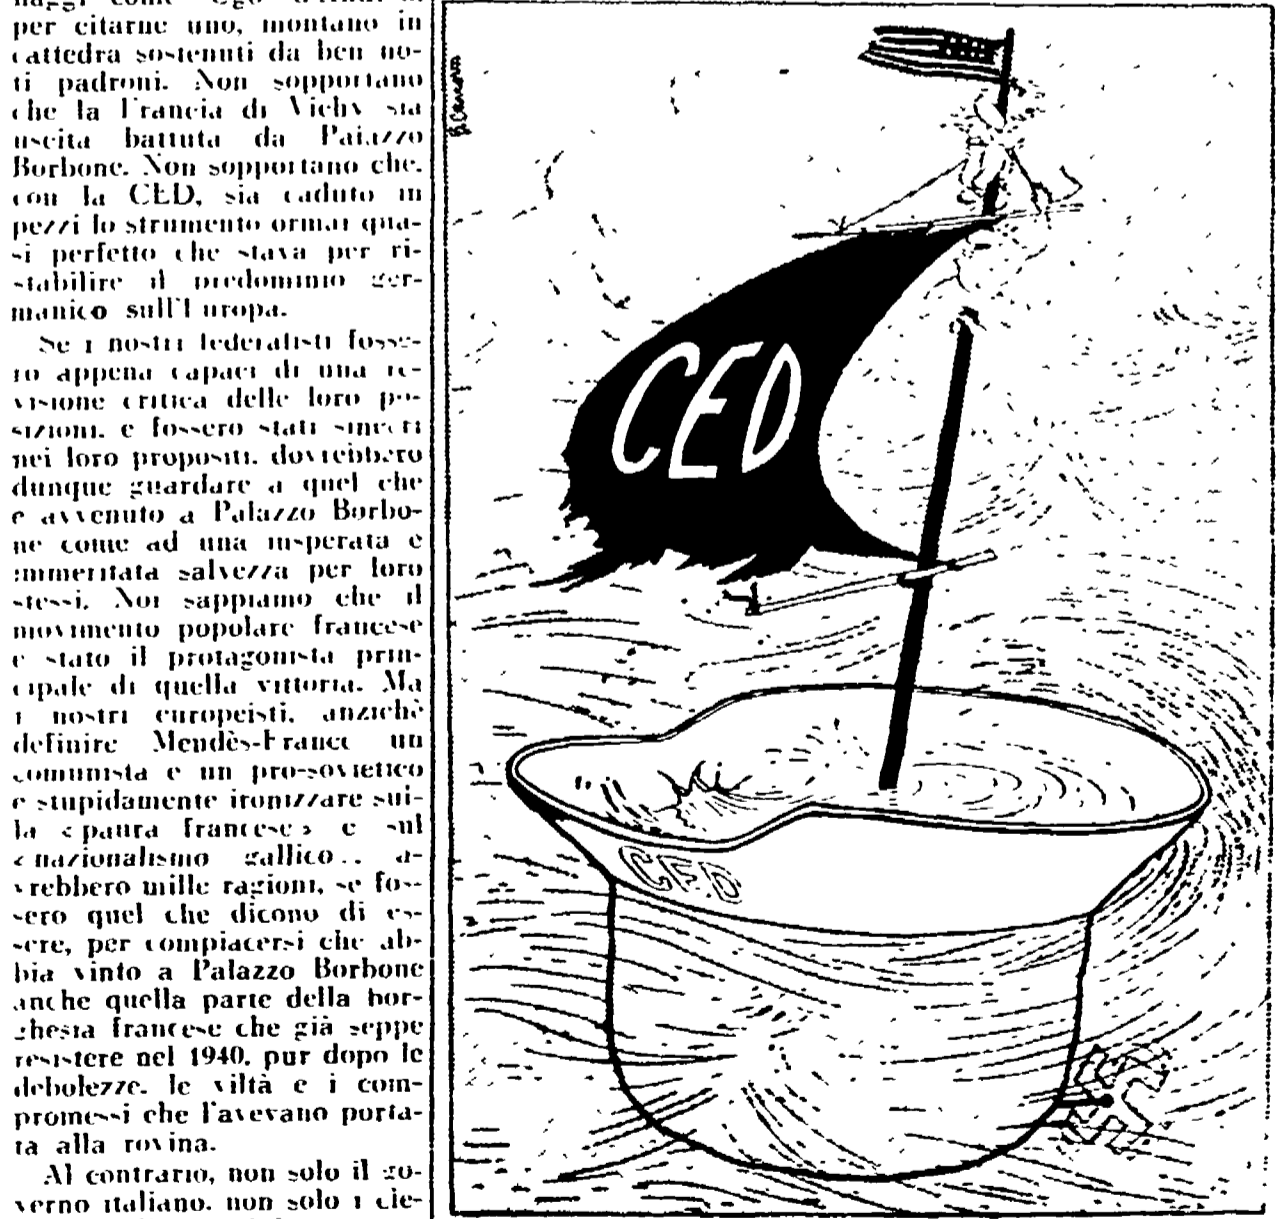 per citarne uno, montano in
cattedra sostenuti da ben no-
ti padroni. Non sopportano
che la Francia di Vichy sia
uscita battuta da Palazzo
Borbone. Non sopportano che,
con la CED, sia caduto in
pezzi lo strumento ormai qua-
si perfetto che stava per ri-
stabilire il predominio ger-
manico sull'Europa.
Se i nostri federalisti fosse-
ro appena capaci di una re-
visione critica delle loro po-
sizioni, e fossero stati sinceri
nei loro propositi, dovrebbero
dunque guardare a quel che
è avvenuto a Palazzo Borbo-
ne come ad una insperata e
immeritata salvezza per loro
stessi. Noi sappiamo che il
movimento popolare francese
è stato il protagonista prin-
cipale di quella vittoria. Ma
i nostri europeisti, anzichè
definire Mendès-France un
comunista e un pro-sovietico
e stupidamente ironizzare sul-
la «paura francese» e sul
«nazionalismo gallico», a-
vrebbero mille ragioni, se fos-
sero quel che dicono di es-
sere, per compiacersi che ab-
bia vinto a Palazzo Borbone
anche quella parte della bor-
ghesia francese che già seppe
resistere nel 1940, pur dopo le
debolezze, le viltà e i com-
promessi che l'avevano porta-
ta alla rovina.
Al contrario, non solo il go-
verno italiano, non solo i cle-
CED
CED